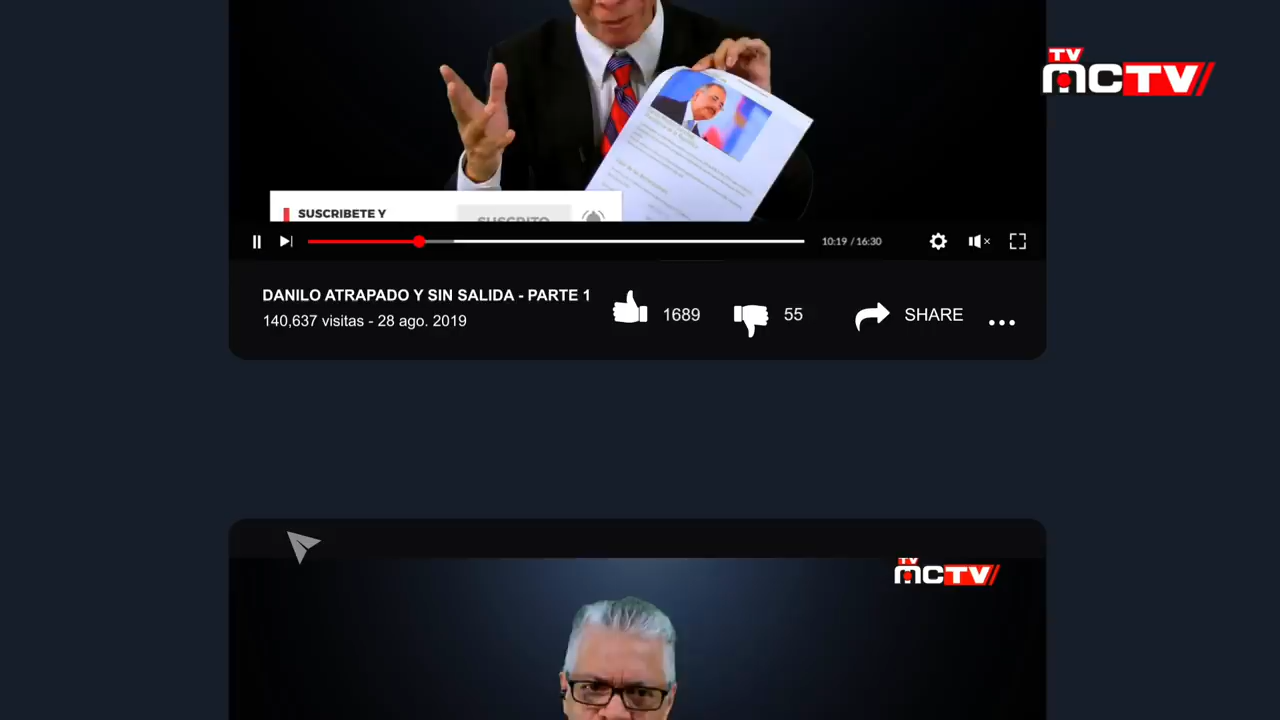 TV
MCTV
SUSCRIBETE Y
SUSCRITO
10:19 / 16:30
DANILO ATRAPADO Y SIN SALIDA - PARTE 1
1689
55
SHARE
140,637 visitas - 28 ago. 2019
TV
MCTV